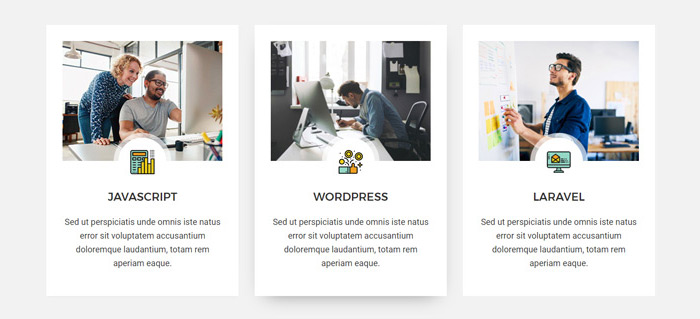 JAVASCRIPT
Sed ut perspiciatis unde omnis iste natus
error sit voluptatem accusantium
doloremque laudantium, totam rem
aperiam eaque.
WORDPRESS
Sed ut perspiciatis unde omnis iste natus
error sit voluptatem accusantium
doloremque laudantium, totam rem
aperiam eaque.
LARAVEL
Sed ut perspiciatis unde omnis iste natus
error sit voluptatem accusantium
doloremque laudantium, totam rem
aperiam eaque.